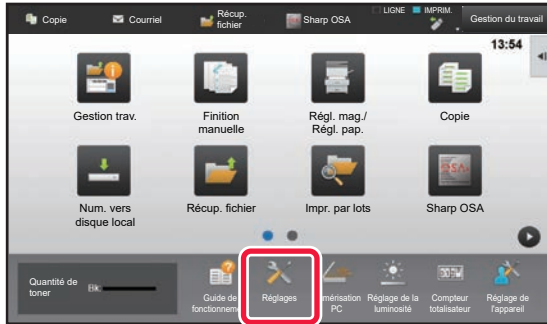 Copie
Courriel
Récup.
fichier
Sharp OSA
LIGNE
IMPRIM.
Gestion du travail
13:54
Gestion trav.
Finition
manuelle
Régl. mag./
Régl. pap.
Copie
Num. vers
disque local
Récup. fichier
Impr. par lots
Sharp OSA
Quantité de
toner
Bk:
Guide de
fonctionneme
Réglages
mérisation
PC
Réglage de la
luminosité
Compteur
totalisateur
Réglage de
l'appareil